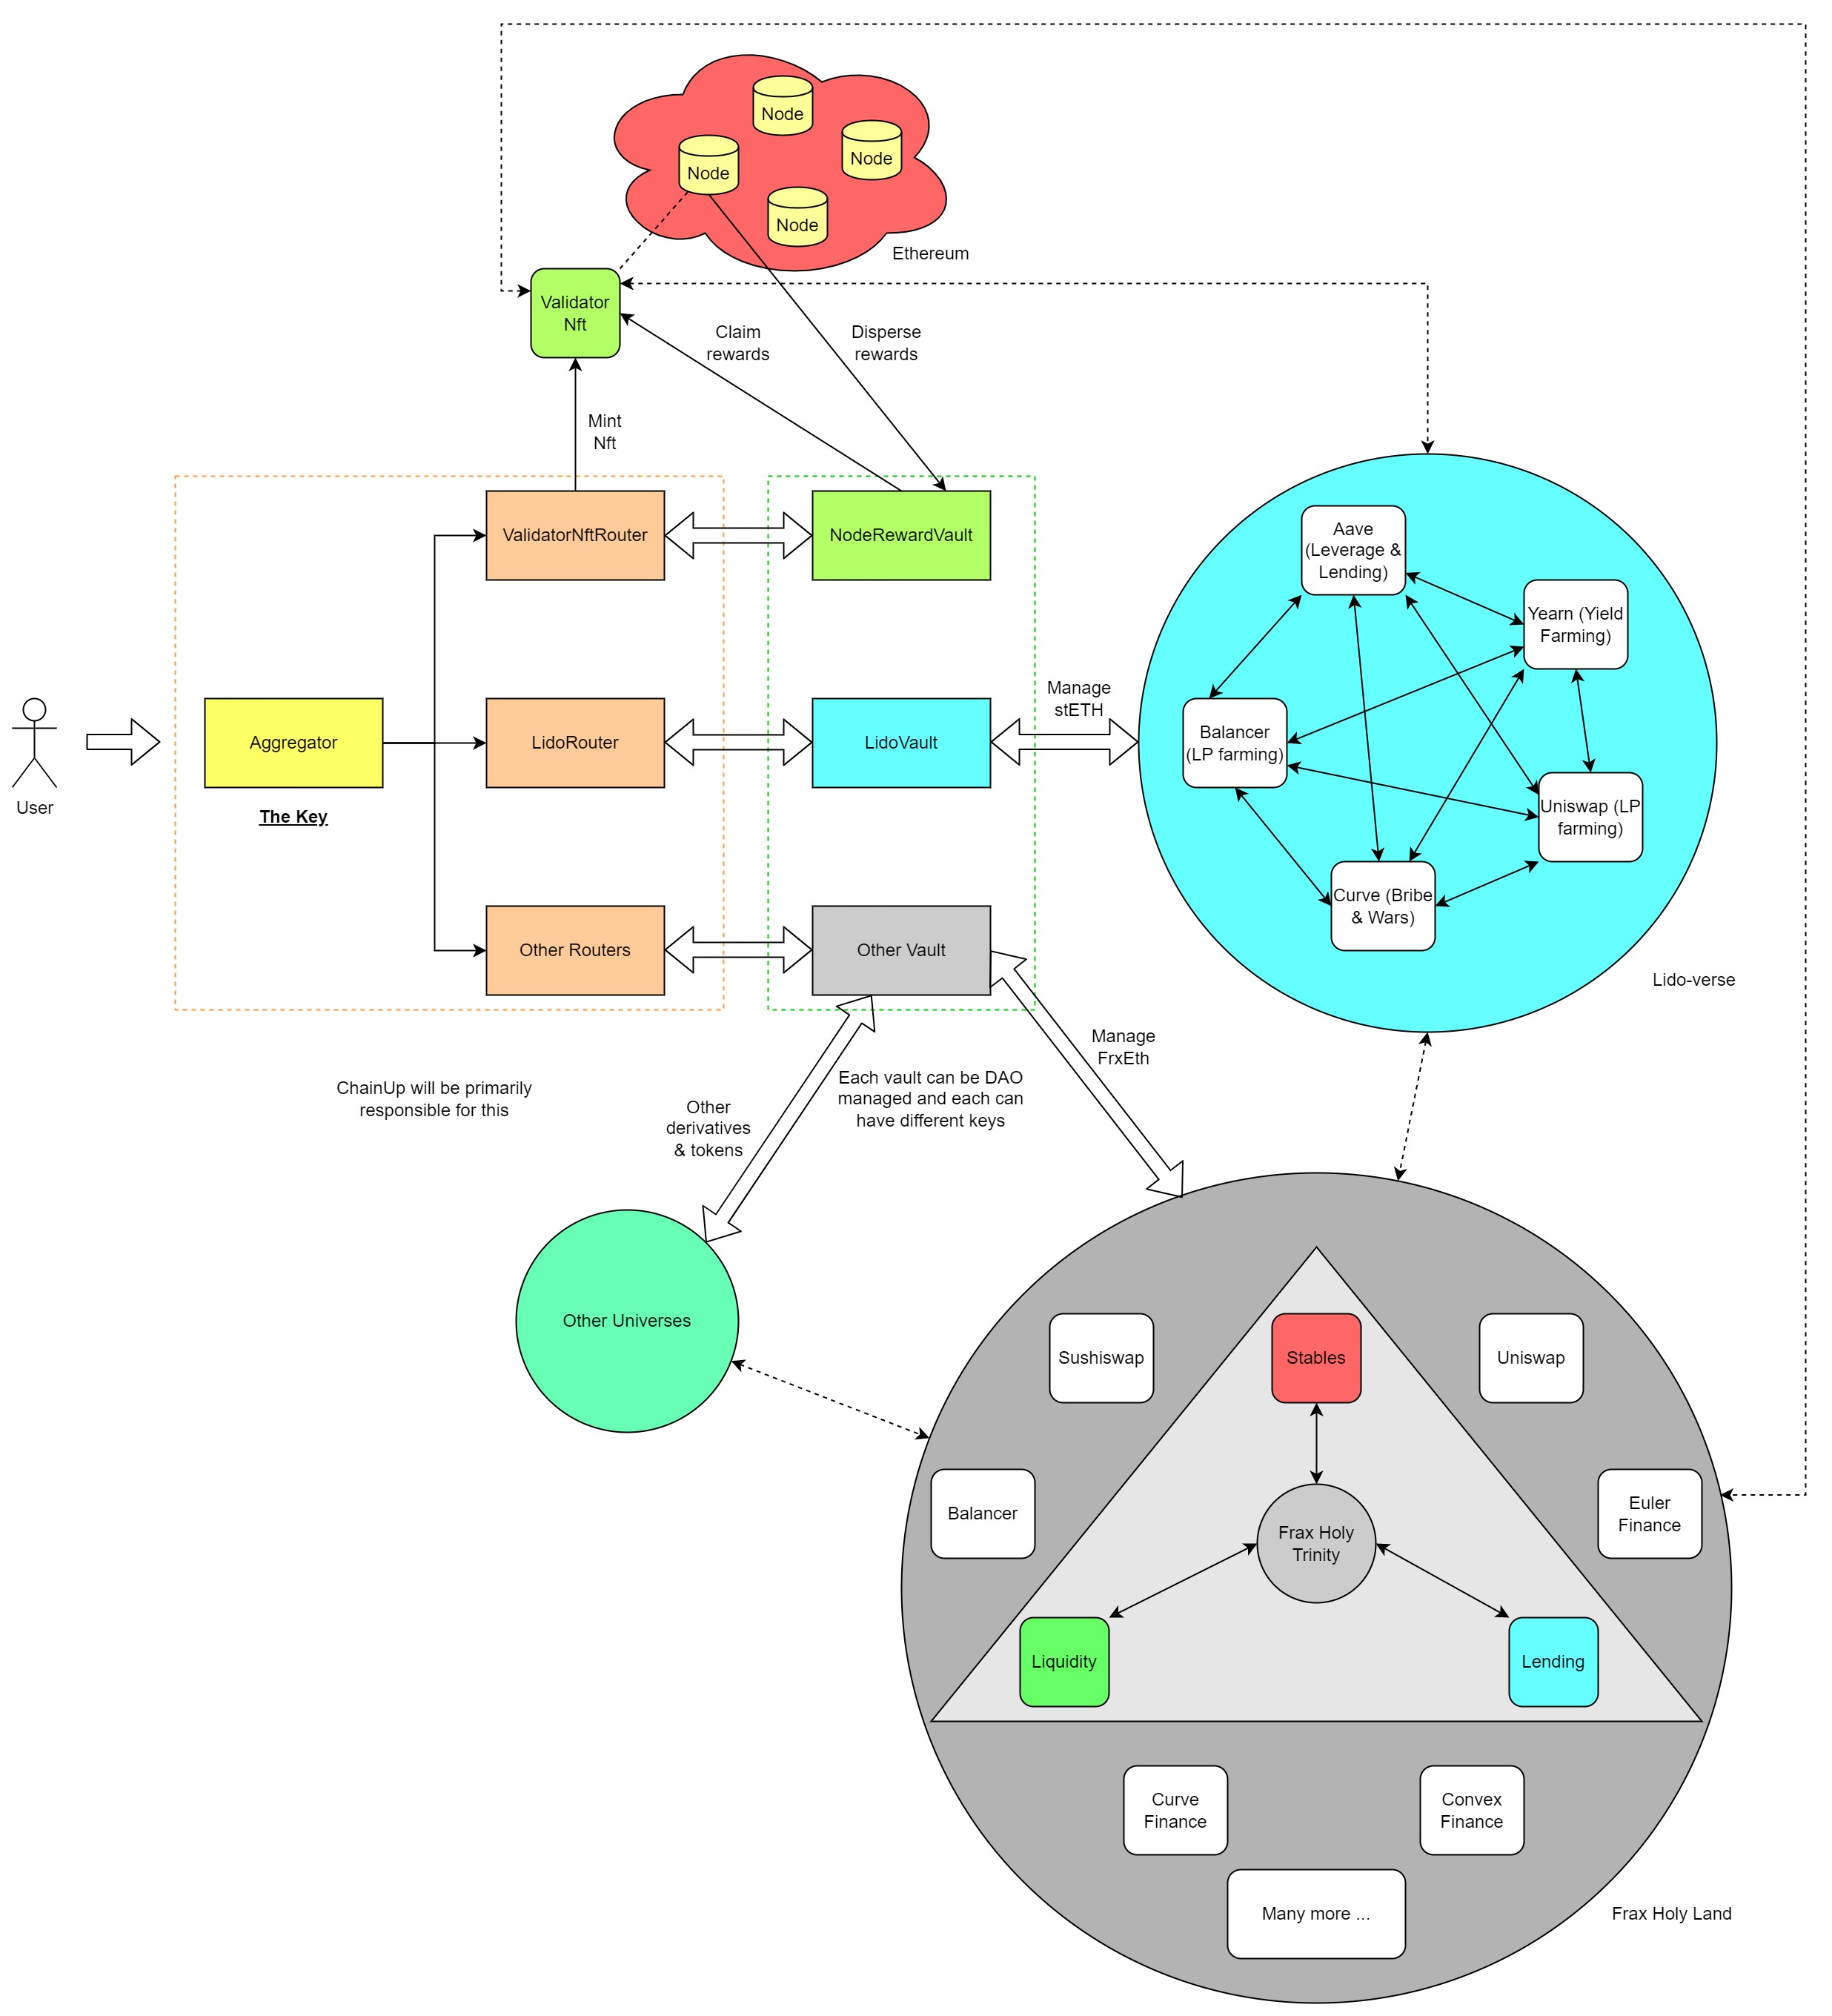 Node
Node
Node
Node
Ethereum
Validator
Nft
Claim
rewards
Disperse
rewards
Mint
Nft
ValidatorNftRouter
NodeRewardVault
Aave
(Leverage &
Lending)
Yearn (Yield
Farming)
Manage
stETH
Balancer
(LP farming)
User
Aggregator
The Key
LidoRouter
LidoVault
Uniswap (LP
farming)
Curve (Bribe
& Wars)
Other Routers
Other Vault
Lido-verse
Manage
FrxEth
ChainUp will be primarily
responsible for this
Other
derivatives
& tokens
Each vault can be DAO
managed and each can
have different keys
Other Universes
Sushiswap
Stables
Uniswap
Balancer
Frax Holy
Trinity
Euler
Finance
Liquidity
Lending
Curve
Finance
Convex
Finance
Many more ...
Frax Holy Land